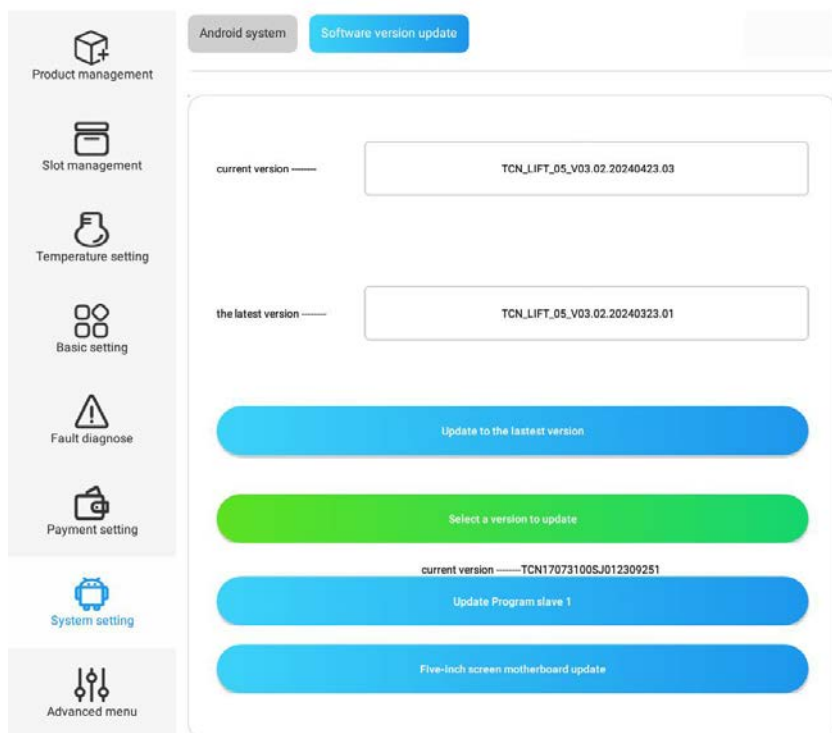 Android system
Software version update
Product management
Slot management
Temperature setting
Basic setting
Fault diagnose
Payment setting
System setting
Advanced menu
current version -------- TCN_LIFT_05_V03.02.20240423.03
the latest version -------- TCN_LIFT_05_V03.02.20240323.01
Update to the lastest version
Select a version to update
current version --------TCN17073100SJ012309251
Update Program slave 1
Five-inch screen motherboard update